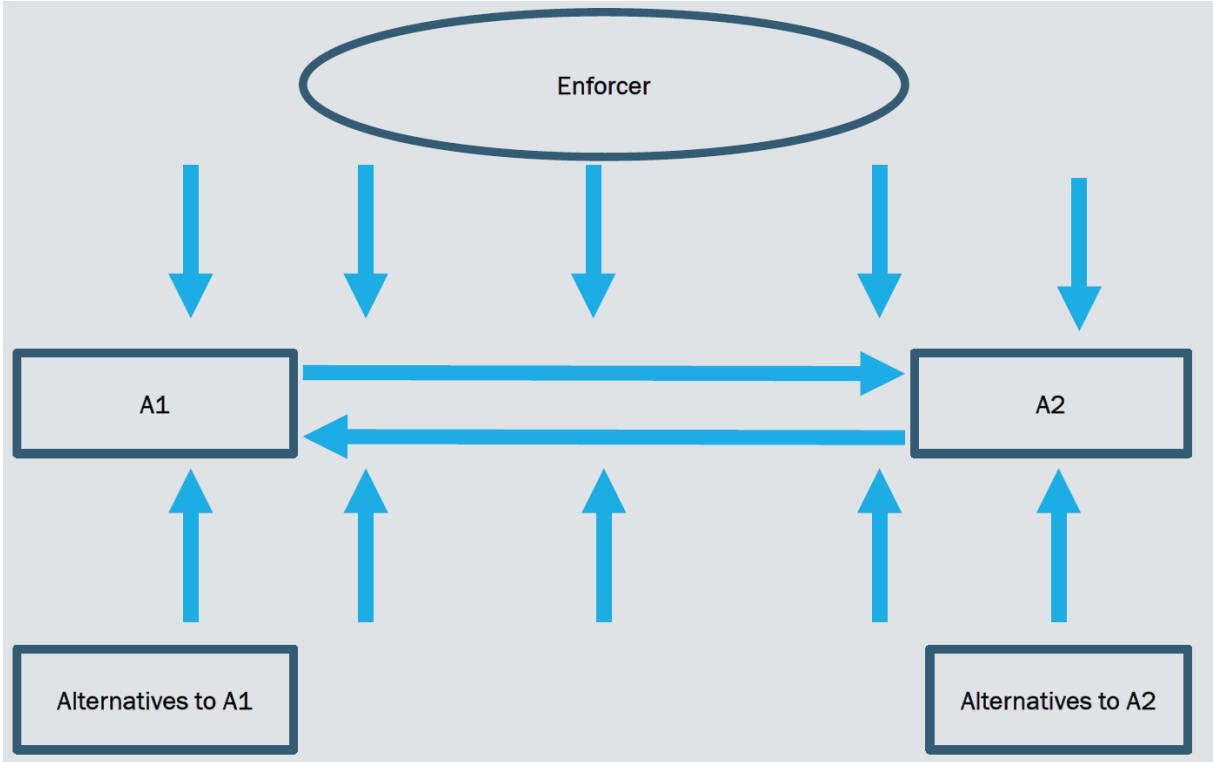 Enforcer
A1
A2
Alternatives to A1
Alternatives to A2